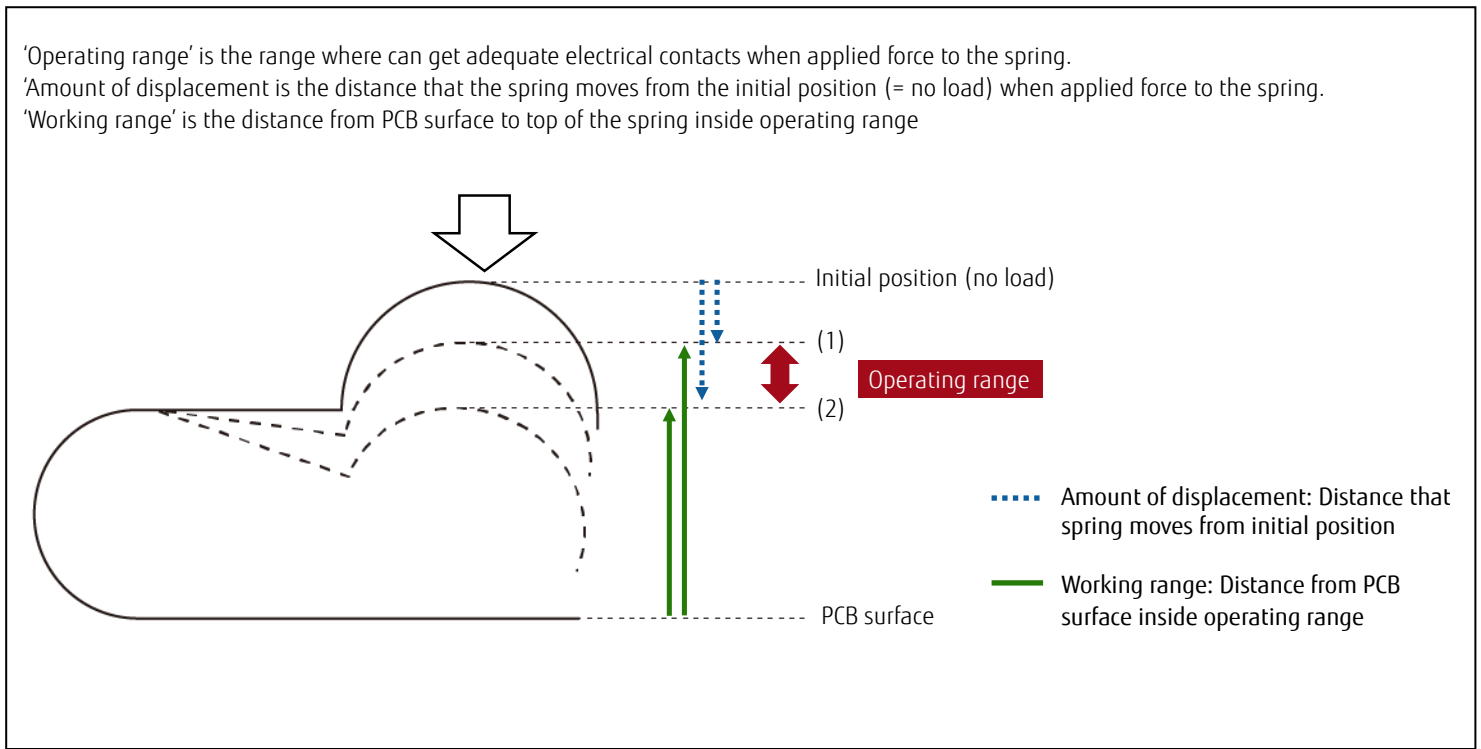 ‘Operating range’ is the range where can get adequate electrical contacts when applied force to the spring.
‘Amount of displacement is the distance that the spring moves from the initial position (= no load) when applied force to the spring.
‘Working range’ is the distance from PCB surface to top of the spring inside operating range
Initial position (no load)
(1)
Operating range
(2)
Amount of displacement: Distance that
spring moves from initial position
Working range: Distance from PCB
surface inside operating range
PCB surface